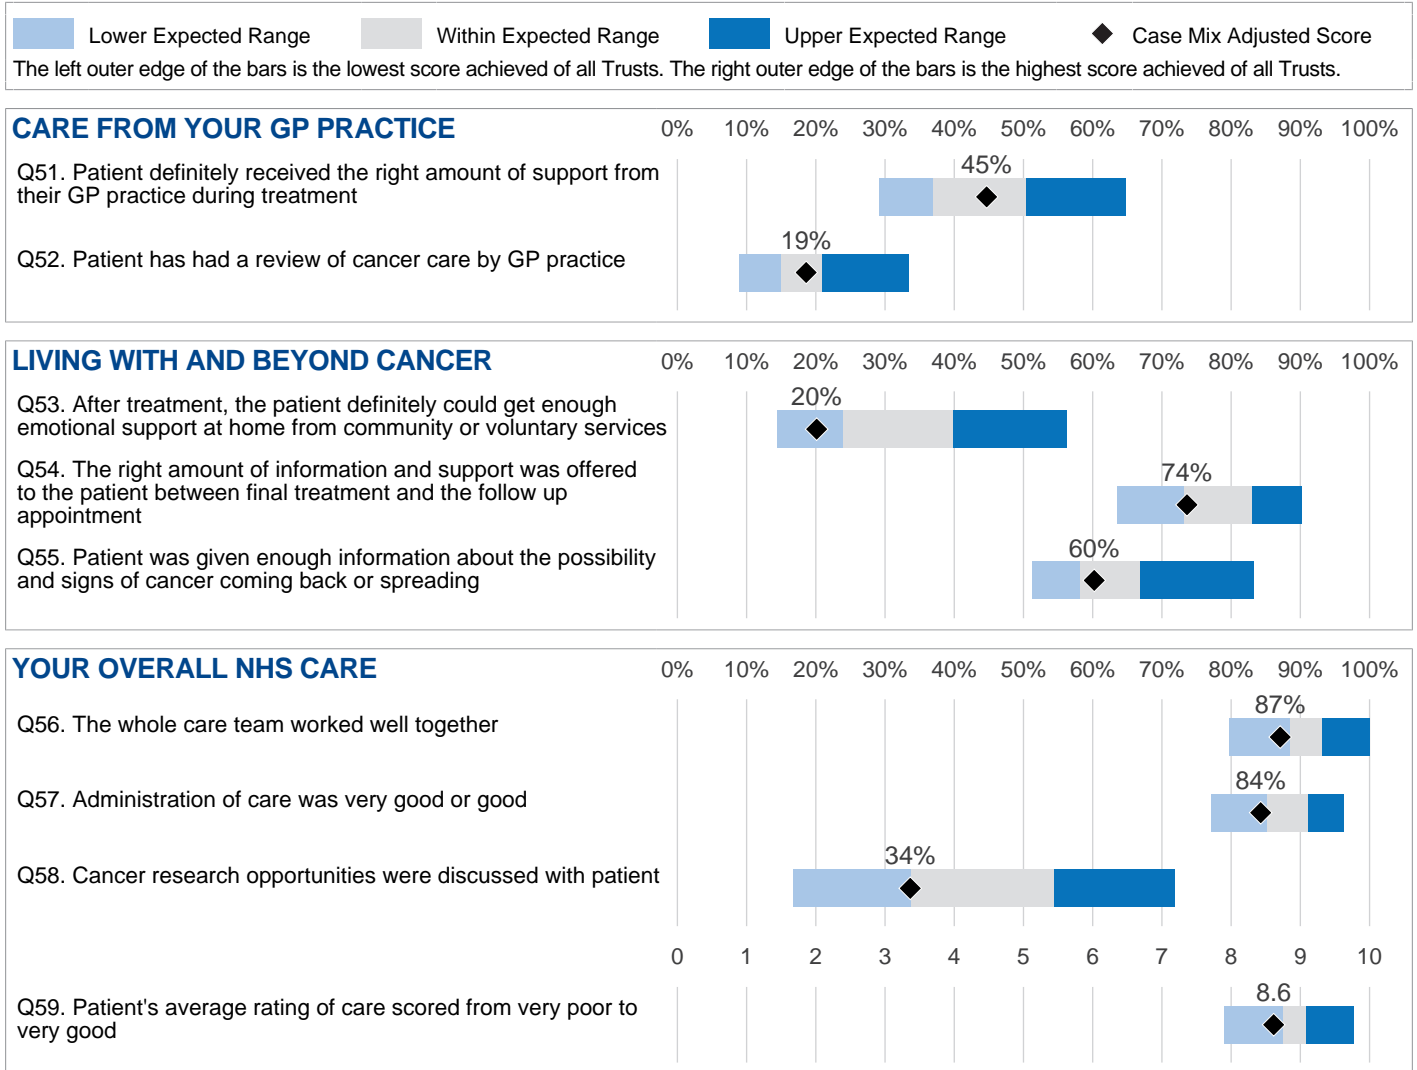 Lower Expected Range Within Expected Range Upper Expected Range Case Mix Adjusted Score
The left outer edge of the bars is the lowest score achieved of all Trusts. The right outer edge of the bars is the highest score achieved of all Trusts.
CARE FROM YOUR GP PRACTICE 0% 10% 20% 30% 40% 50% 60% 70% 80% 90% 100%
45%
Q51. Patient definitely received the right amount of support from
their GP practice during treatment
19%
Q52. Patient has had a review of cancer care by GP practice
LIVING WITH AND BEYOND CANCER 0% 10% 20% 30% 40% 50% 60% 70% 80% 90% 100%
20%
Q53. After treatment, the patient definitely could get enough
emotional support at home from community or voluntary services
Q54. The right amount of information and support was offered
74%
to the patient between final treatment and the follow up
appointment
Q55. Patient was given enough information about the possibility
60%
and signs of cancer coming back or spreading
YOUR OVERALL NHS CARE 0% 10% 20% 30% 40% 50% 60% 70% 80% 90% 100%
87%
Q56. The whole care team worked well together
84%
Q57. Administration of care was very good or good
34%
Q58. Cancer research opportunities were discussed with patient
0 1 2 3 4 5 6 7 8 9 10
8.6
Q59. Patient's average rating of care scored from very poor to
very good